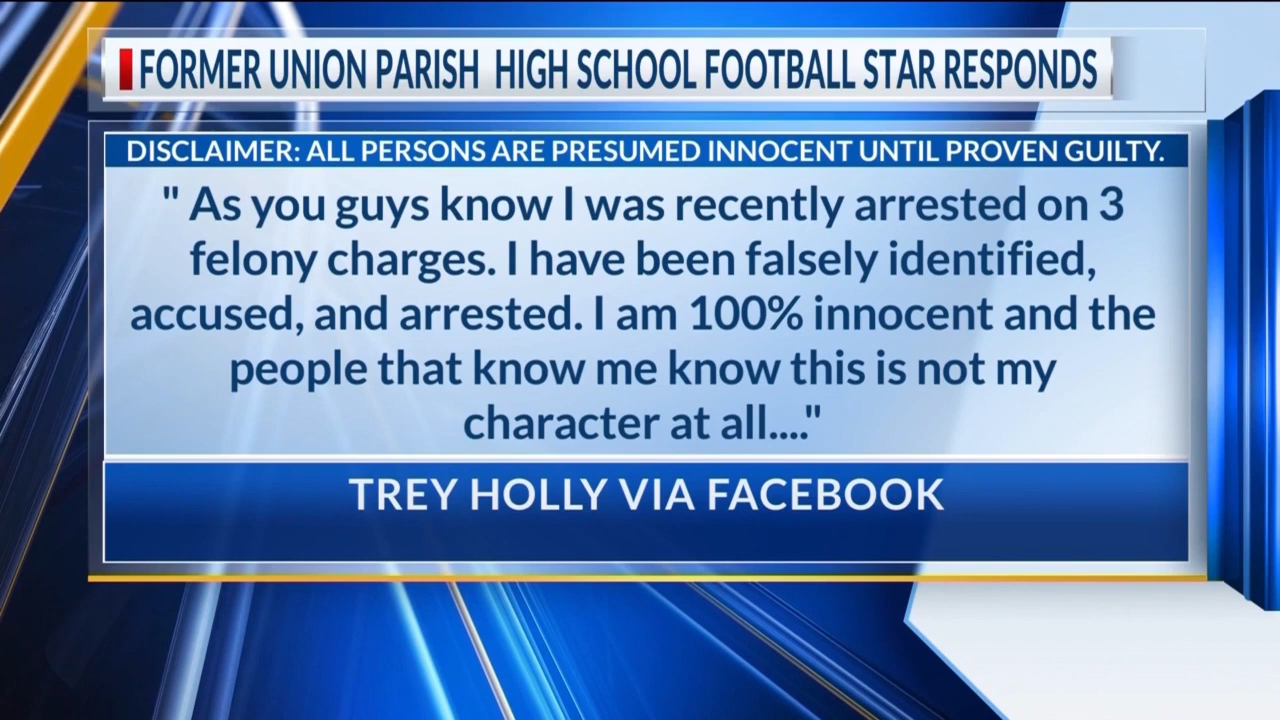 FORMER UNION PARISH HIGH SCHOOL FOOTBALL STAR RESPONDS
DISCLAIMER: ALL PERSONS ARE PRESUMED INNOCENT UNTIL PROVEN GUILTY.
" As you guys know I was recently arrested on 3
felony charges. I have been falsely identified,
accused, and arrested. I am 100% innocent and the
people that know me know this is not my
character at all...."
TREY HOLLY VIA FACEBOOK